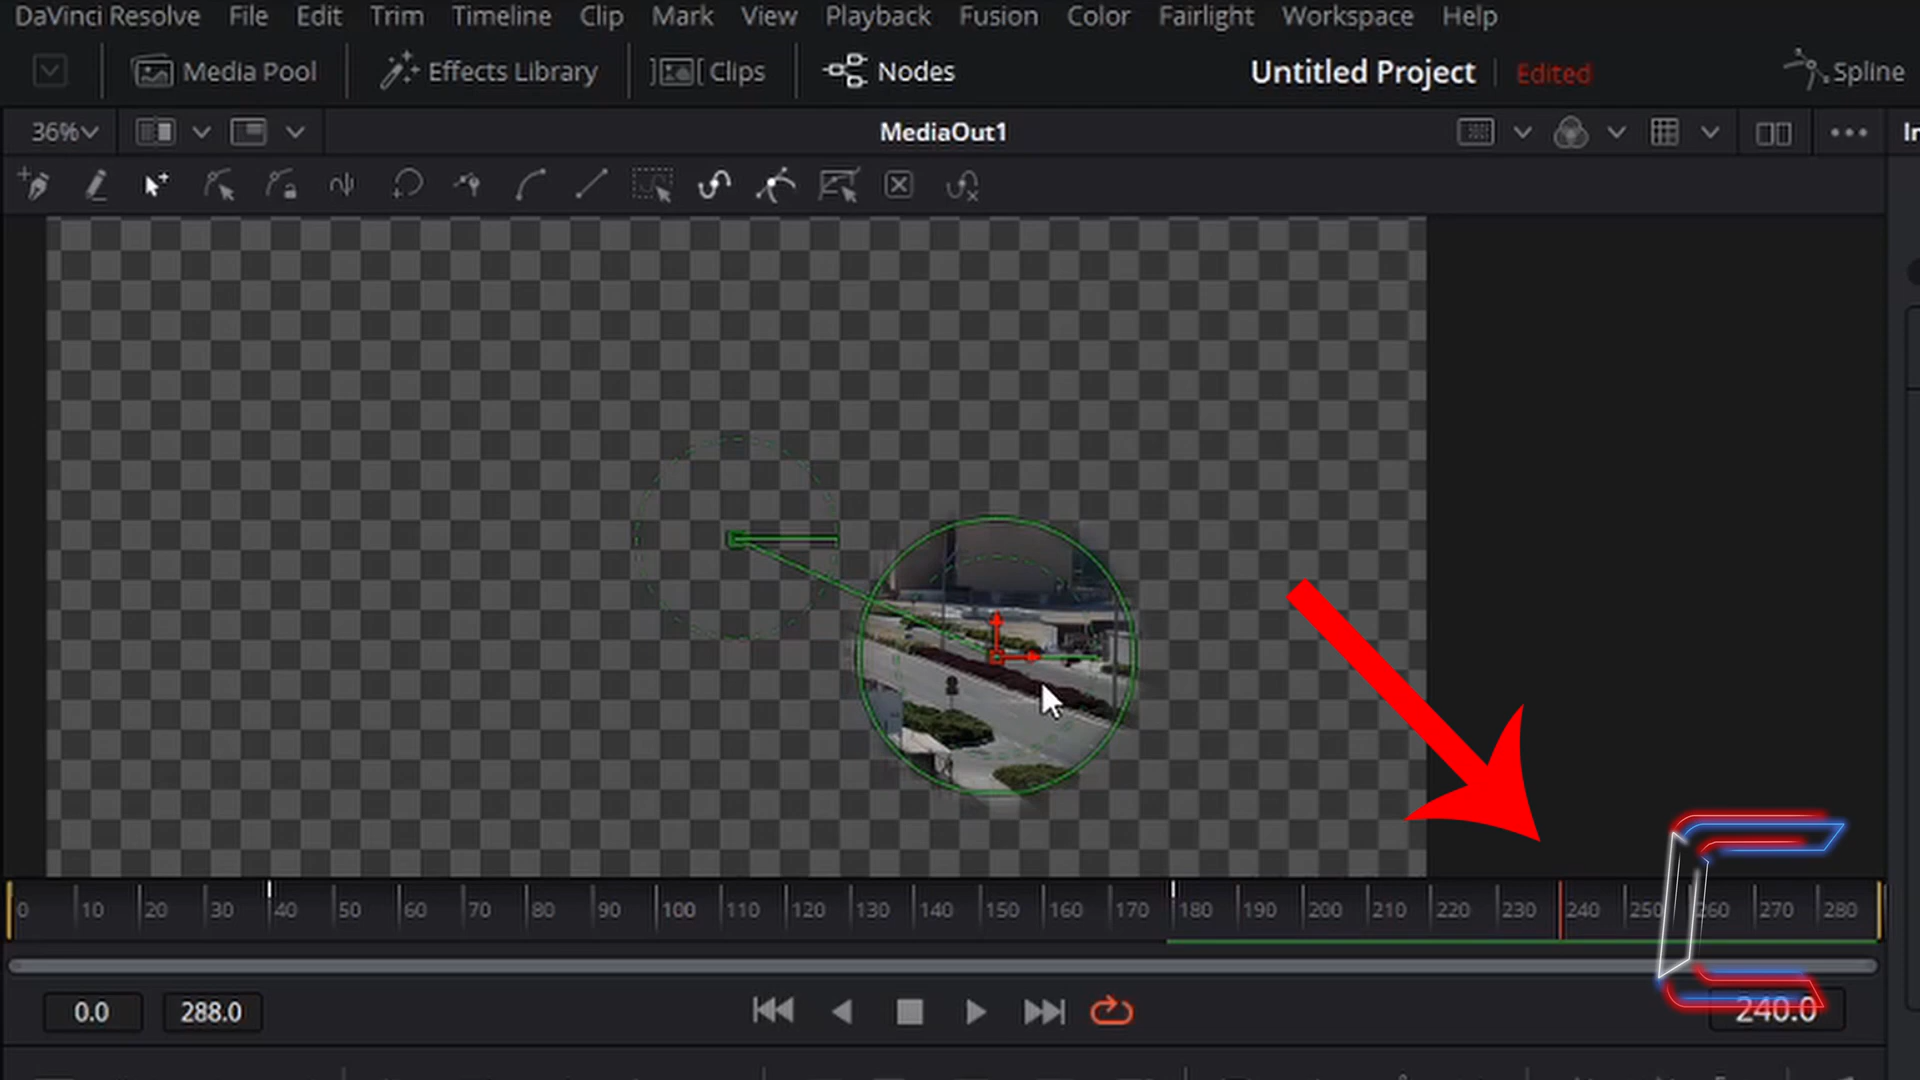 DaVinci Resolve File Edit Trim Timeline Clip Mark View Playback Fusion Color Fairlight Workspace Help
Media Pool Effects Library Clips Nodes Untitled Project Edited Spline
36% MediaOut1
0 10 20 30 40 50 60 70 80 90 100 110 120 130 140 150 160 170 180 190 200 210 220 230 240 250 260 270 280
0.0 288.0 240.0